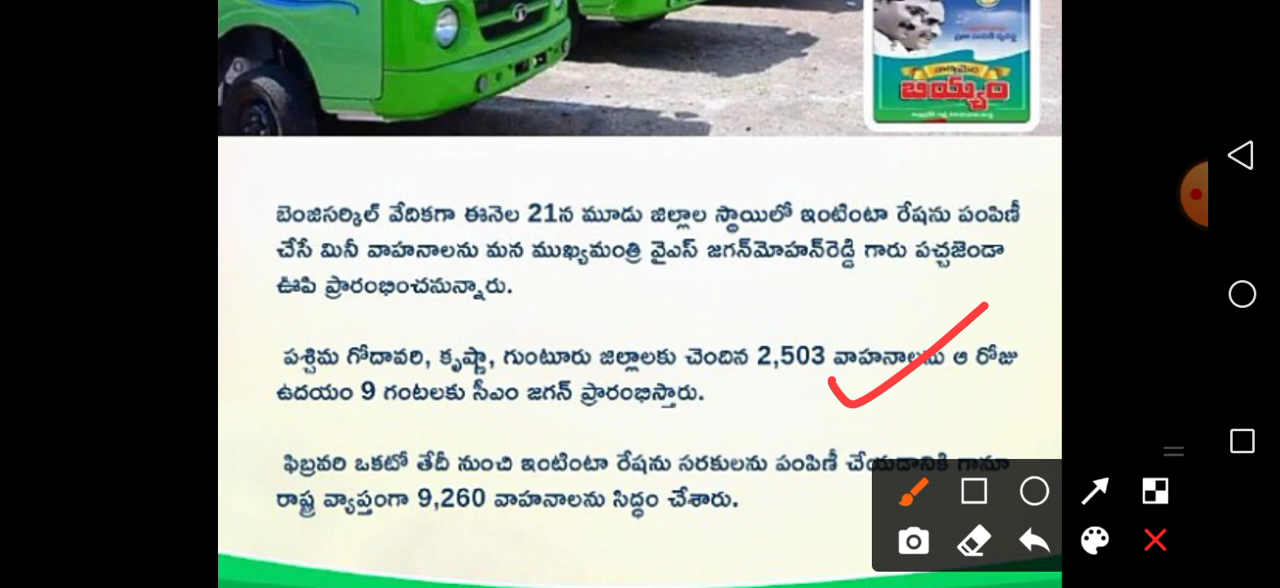 బియ్యం
బెంజిసర్కిల్ వేదికగా ఈనెల 21న మూడు జిల్లాల స్థాయిలో ఇంటింటా రేషను పంపిణీ
చేసే మినీ వాహనాలను మన ముఖ్యమంత్రి వైఎస్ జగన్‌మోహన్‌రెడ్డి గారు పచ్చజెండా
ఊపి ప్రారంభించనున్నారు.
పశ్చిమ గోదావరి, కృష్ణా, గుంటూరు జిల్లాలకు చెందిన 2,503 వాహనాలను ఆ రోజు
ఉదయం 9 గంటలకు సీఎం జగన్ ప్రారంభిస్తారు.
ఫిబ్రవరి ఒకటో తేదీ నుంచి ఇంటింటా రేషను సరకులను పంపిణీ చేయడానికి గానూ
రాష్ట్ర వ్యాప్తంగా 9,260 వాహనాలను సిద్ధం చేశారు.